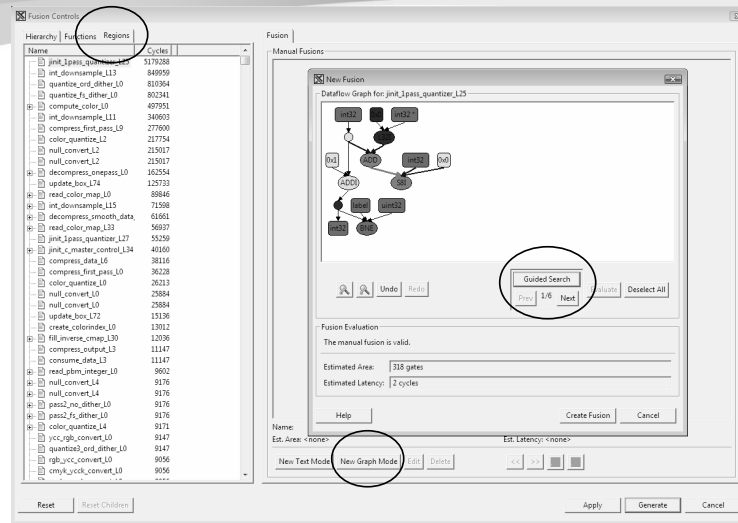 Fusion Controls
Hierarchy Functions Regions
Name Cycles
jinit_1pass_quantizer_L25 5179288
int_downsample_L13 849959
quantize_ord_dither_L0 810364
quantize_fs_dither_L0 802341
compute_color_L0 497951
int_downsample_L11 340603
compress_first_pass_L9 277600
color_quantize_L2 217754
null_convert_L2 215017
null_convert_L2 215017
decompress_onepass_L0 162554
update_box_L74 125733
read_color_map_L0 89846
int_downsample_L15 71598
decompress_smooth_data, 61661
read_color_map_L33 56937
jinit_1pass_quantizer_L27 55259
jinit_c_master_control_L34 40160
compress_data_L6 38116
compress_first_pass_L0 36228
color_quantize_L0 26213
null_convert_L0 25884
null_convert_L0 25884
update_box_L72 15136
create_colorindex_L0 13012
fill_inverse_cmap_L30 12036
compress_output_L3 11147
consume_data_L3 11147
read_pbm_integer_L0 9602
null_convert_L4 9176
null_convert_L4 9176
pass2_no_dither_L0 9176
pass2_fs_dither_L0 9176
color_quantize_L4 9171
ycc_rgb_convert_L0 9147
quantize3_ord_dither_L0 9147
rgb_ycc_convert_L0 9056
cmyk_ycck_convert_L0 9056
Reset Reset Children
Fusion
Manual Fusions
New Fusion
Dataflow Graph for: jinit_1pass_quantizer_L25
int32 int32 *
0x1 ADD int32 0x0
ADDI S8I
label uint32
int32 BNE
Undo Redo
Guided Search
Prev 1/6 Next
Evaluate Deselect All
Fusion Evaluation
The manual fusion is valid.
Estimated Area: 318 gates
Estimated Latency: 2 cycles
Help Create Fusion Cancel
Name:
Est. Area: <none> Est. Latency: <none>
New Text Mode New Graph Mode Edit Delete << >>
Apply Generate Cancel